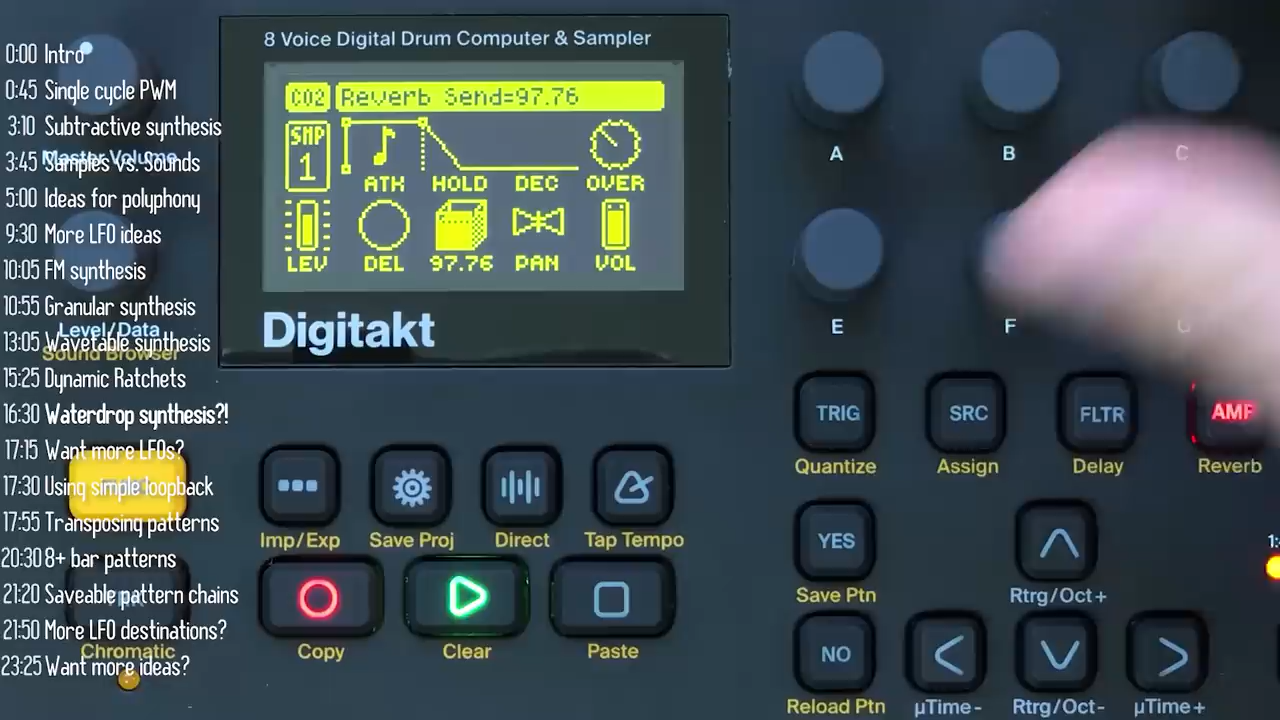 0:00 Intro
0:45 Single cycle PWM
3:10 Subtractive synthesis
3:45 Samples vs. Sounds
5:00 Ideas for polyphony
9:30 More LFO ideas
10:05 FM synthesis
10:55 Granular synthesis
13:05 Wavetable synthesis
15:25 Dynamic Ratchets
16:30 Waterdrop synthesis?!
17:15 Want more LFOs?
17:30 Using simple loopback
17:55 Transposing patterns
20:30 8+ bar patterns
21:20 Saveable pattern chains
21:50 More LFO destinations?
23:25 Want more ideas?
Master Volume
Level/Data
Sound Browser
Chromatic
8 Voice Digital Drum Computer & Sampler
C02 Reverb Send=97.76
SMP
1
ATK HOLD DEC OVER
LEV DEL 97.76 PAN VOL
Digitakt
A B C
E F
TRIG SRC FLTR AMP
Quantize Assign Delay Reverb
Imp/Exp Save Proj Direct Tap Tempo
YES
Save Ptn Rtrg/Oct+
Copy Clear Paste
NO
Reload Ptn µTime- Rtrg/Oct- µTime+